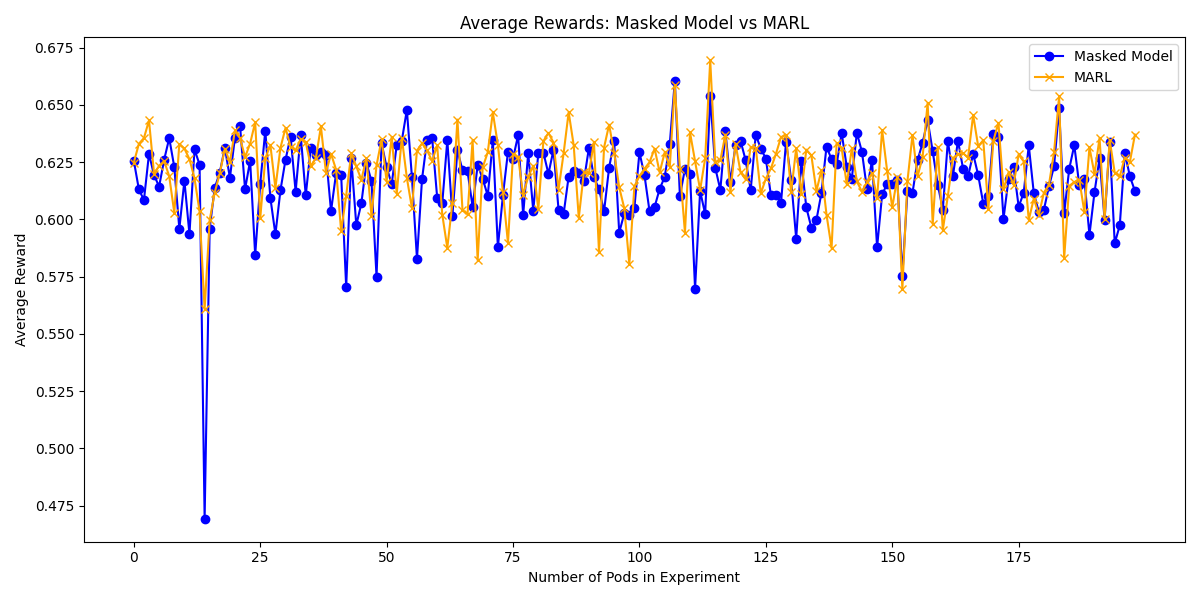 Average Rewards: Masked Model vs MARL
0.675
0.650
0.625
0.600
0.575
0.550
0.525
0.500
0.475
Average Reward
Masked Model
MARL
0 25 50 75 100 125 150 175
Number of Pods in Experiment